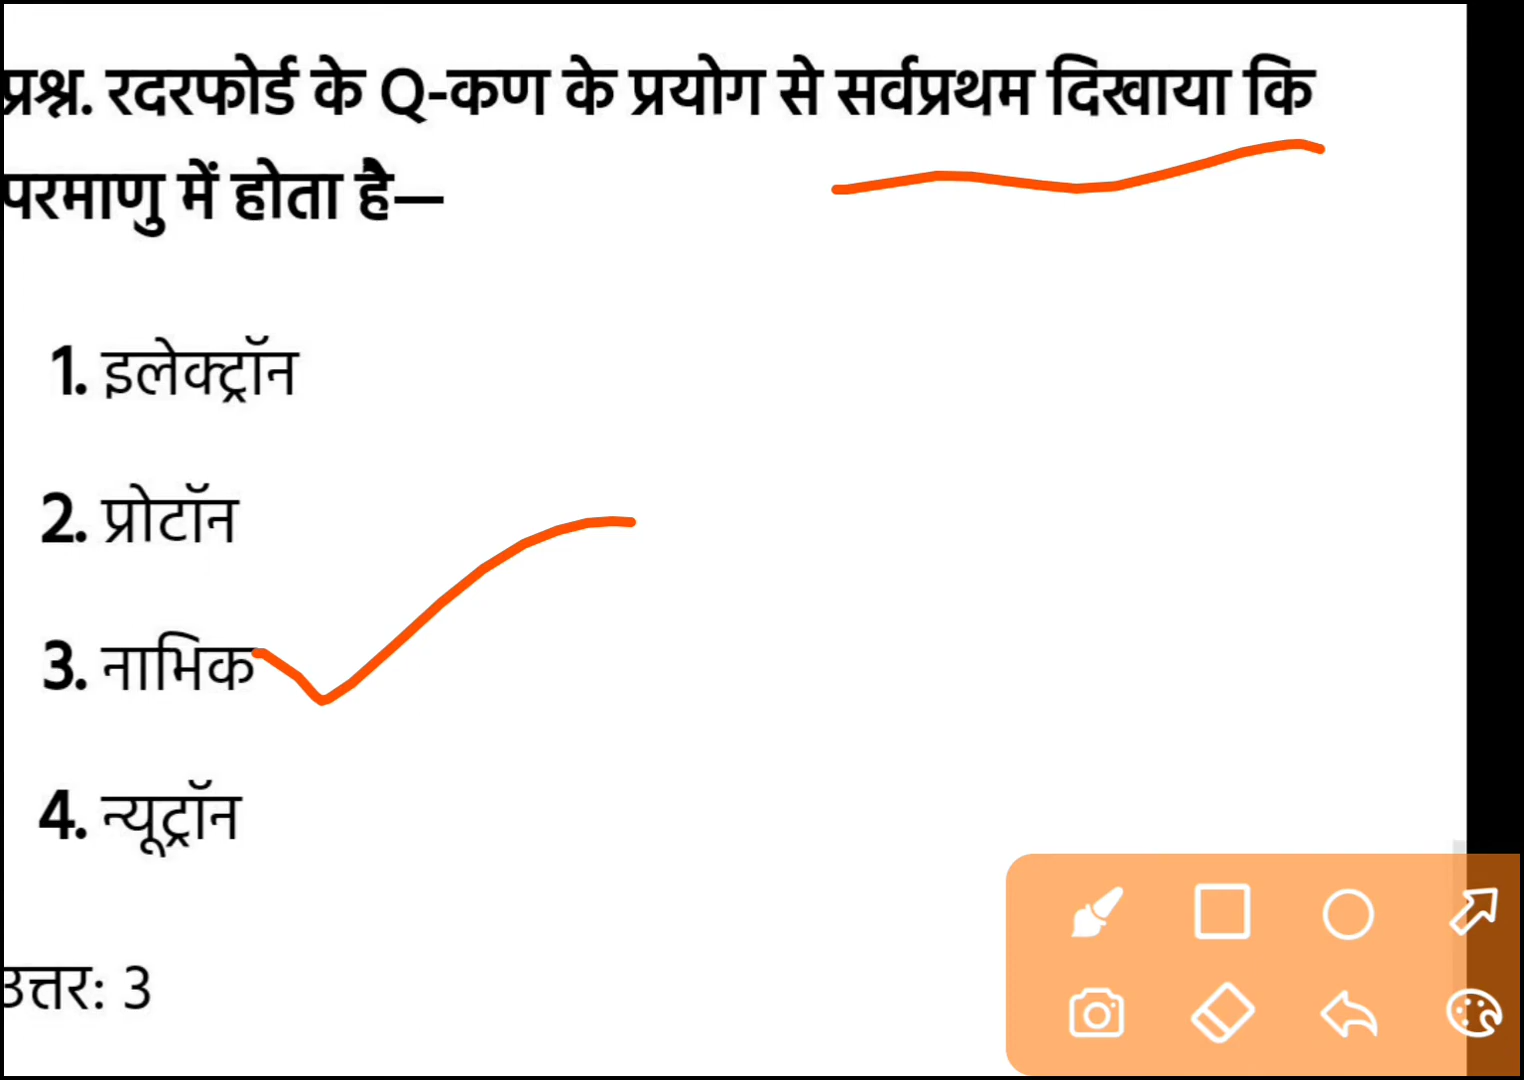 प्रश्न. रदरफोर्ड के Q-कण के प्रयोग से सर्वप्रथम दिखाया कि
परमाणु में होता है—
1. इलेक्ट्रॉन
2. प्रोटॉन
3. नाभिक
4. न्यूट्रॉन
उत्तर: 3